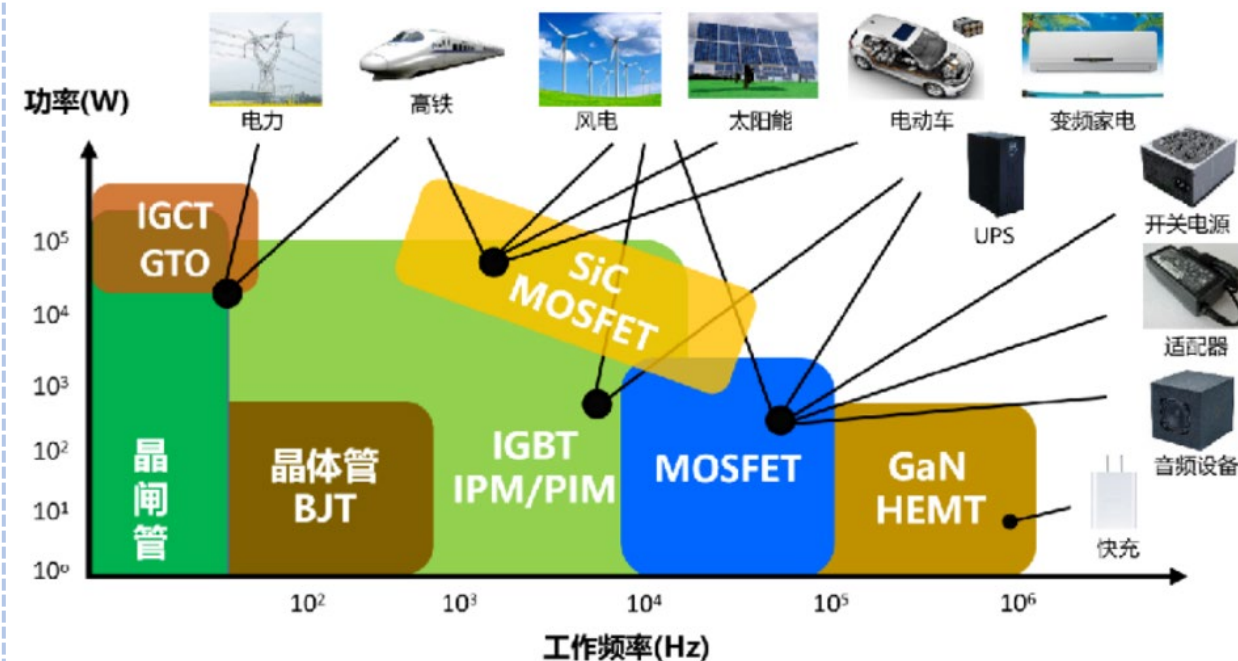 功率(W)
电力
高铁
风电
太阳能
电动车
变频家电
UPS
开关电源
适配器
音频设备
快充
10⁵
10⁴
10³
10²
10¹
10⁰
IGCT
GTO
晶
闸
管
晶体管
BJT
IGBT
IPM/PIM
SiC
MOSFET
MOSFET
GaN
HEMT
10²
10³
10⁴
10⁵
10⁶
工作频率(Hz)